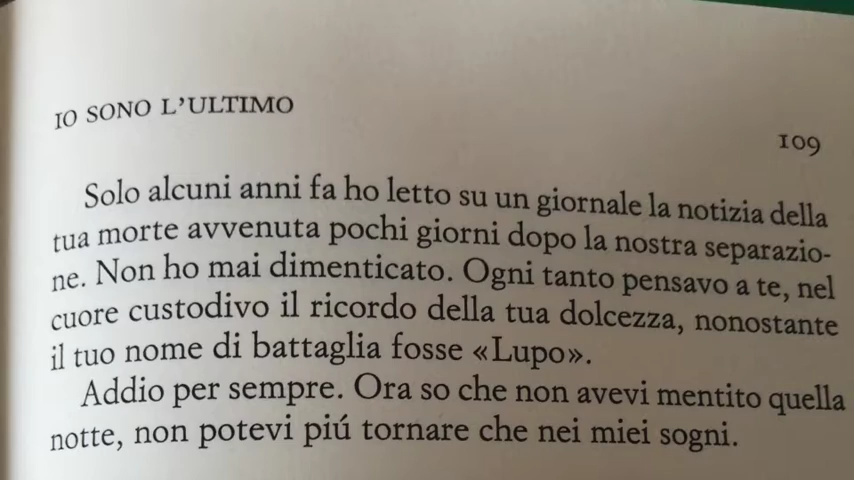 IO SONO L'ULTIMO
109
Solo alcuni anni fa ho letto su un giornale la notizia della
tua morte avvenuta pochi giorni dopo la nostra separazio-
ne. Non ho mai dimenticato. Ogni tanto pensavo a te, nel
cuore custodivo il ricordo della tua dolcezza, nonostante
il tuo nome di battaglia fosse «Lupo».
Addio per sempre. Ora so che non avevi mentito quella
notte, non potevi piú tornare che nei miei sogni.